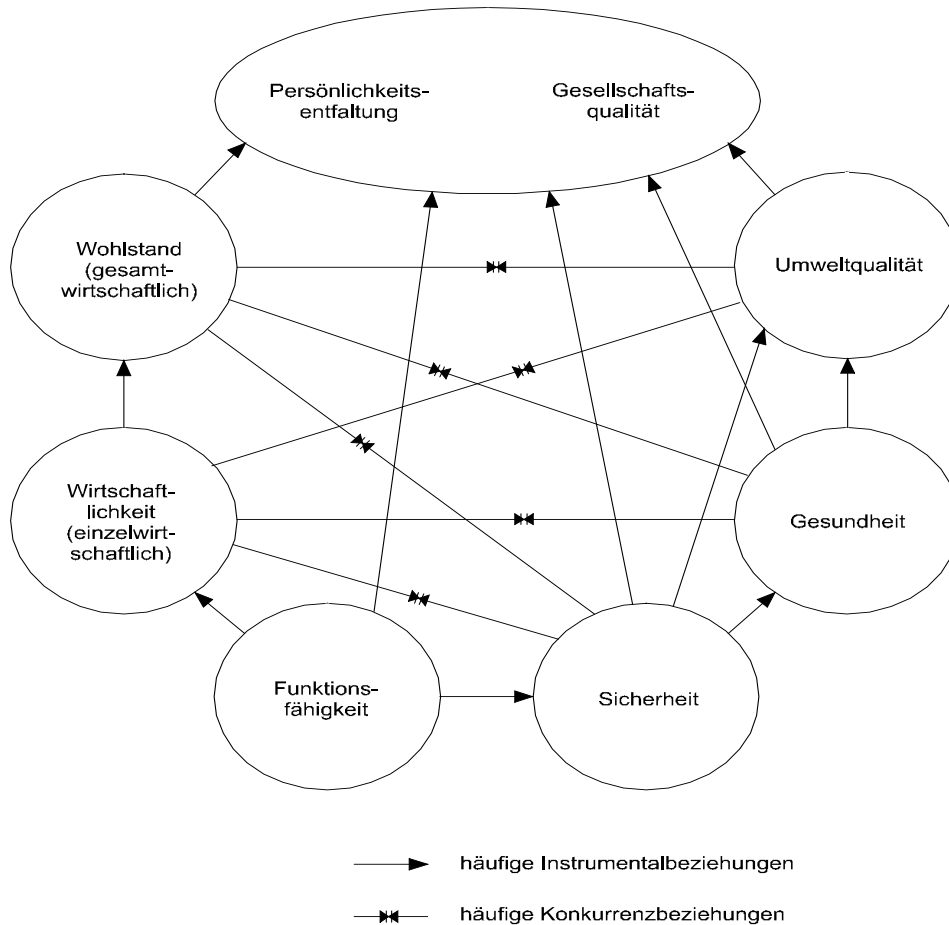 Persönlichkeits-
entfaltung
Gesellschafts-
qualität
Wohlstand
(gesamt-
wirtschaftlich)
Umweltqualität
Wirtschaft-
lichkeit
(einzelwirt-
schaftlich)
Gesundheit
Funktions-
fähigkeit
Sicherheit
häufige Instrumentalbeziehungen
häufige Konkurrenzbeziehungen